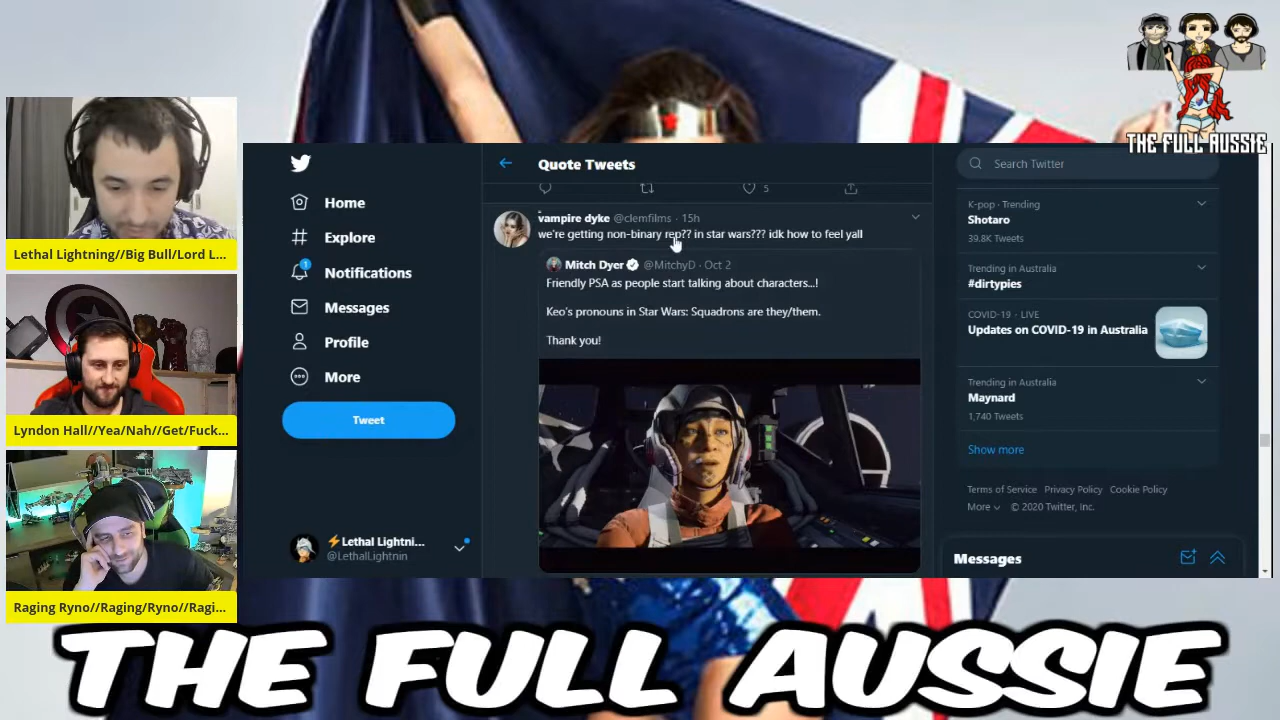 THE FULL AUSSIE
Lethal Lightning//Big Bull/Lord L...
Lyndon Hall//Yea/Nah//Get/Fuck...
Raging Ryno//Raging/Ryno//Ragi...
Home
Explore
1
Notifications
Messages
Profile
More
Tweet
⚡Lethal Lightni...
@LethalLightnin
Quote Tweets
5
vampire dyke @clemfilms · 15h
we're getting non-binary rep?? in star wars??? idk how to feel yall
Mitch Dyer @MitchyD · Oct 2
Friendly PSA as people start talking about characters...!
Keo's pronouns in Star Wars: Squadrons are they/them.
Thank you!
Search Twitter
K-pop · Trending
Shotaro
39.8K Tweets
Trending in Australia
#dirtypies
COVID-19 · LIVE
Updates on COVID-19 in Australia
Trending in Australia
Maynard
1,740 Tweets
Show more
Terms of Service Privacy Policy Cookie Policy
More © 2020 Twitter, Inc.
Messages
THE FULL AUSSIE